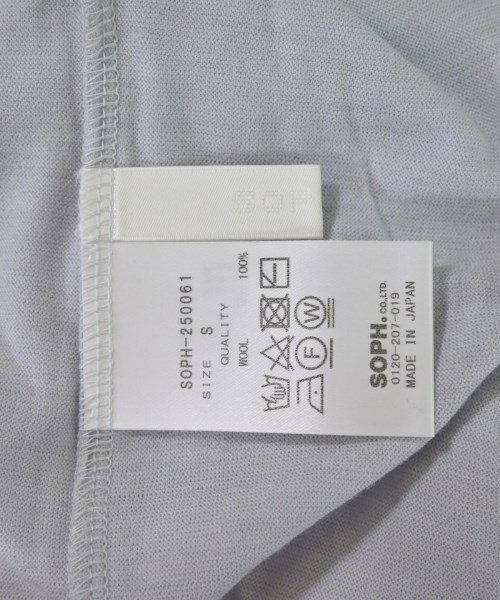 SOPH-250061
SIZE S
QUALITY
WOOL 100%
F W
SOPH. CO.,LTD.
0120-207-019
MADE IN JAPAN